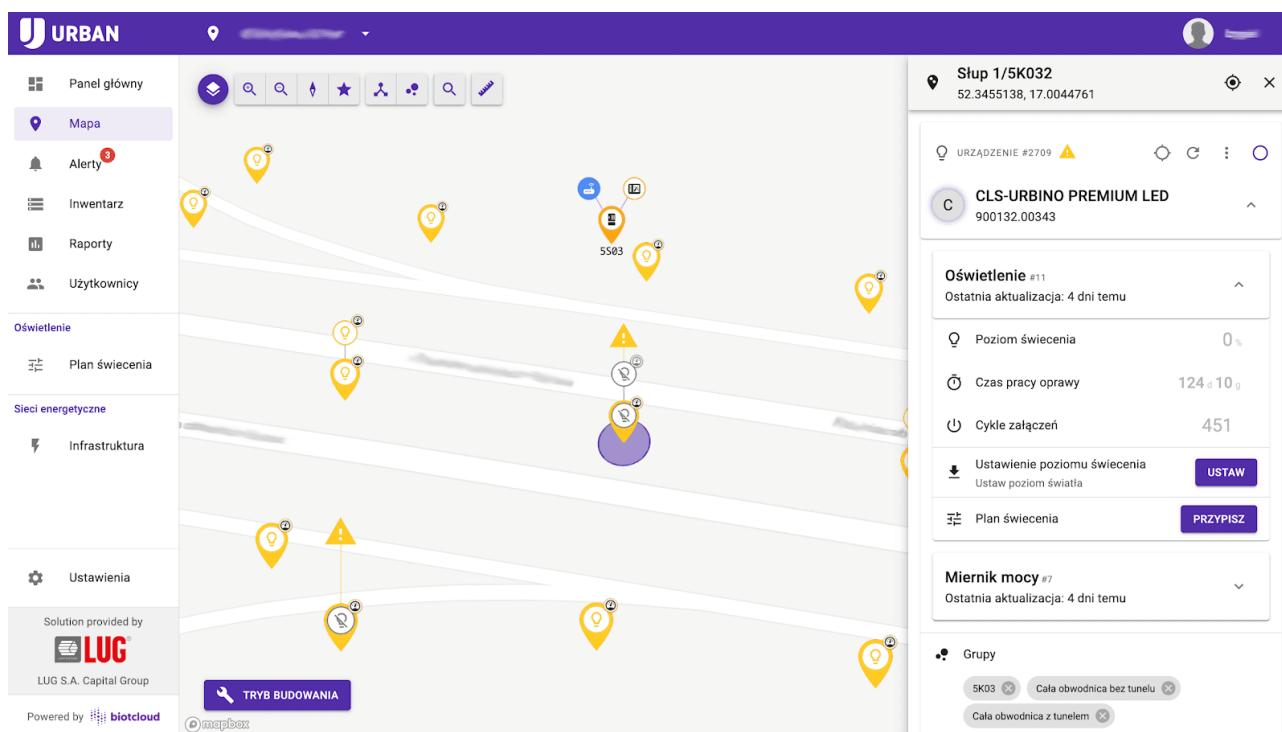 URBAN
Panel główny
Mapa
Alerty 3
Inwentarz
Raporty
Użytkownicy
Oświetlenie
Plan świecenia
Sieci energetyczne
Infrastruktura
Ustawienia
Solution provided by
LUG
LUG S.A. Capital Group
Powered by biotcloud
5S03
TRYB BUDOWANIA
mapbox
Słup 1/5K032
52.3455138, 17.0044761
URZĄDZENIE #2709
C
CLS-URBINO PREMIUM LED
900132.00343
Oświetlenie #11
Ostatnia aktualizacja: 4 dni temu
Poziom świecenia 0 %
Czas pracy oprawy 124 d 10 g
Cykle załączeń 451
Ustawienie poziomu świecenia
Ustaw poziom światła
USTAW
Plan świecenia PRZYPISZ
Miernik mocy #7
Ostatnia aktualizacja: 4 dni temu
Grupy
5K03
Cała obwodnica bez tunelu
Cała obwodnica z tunelem